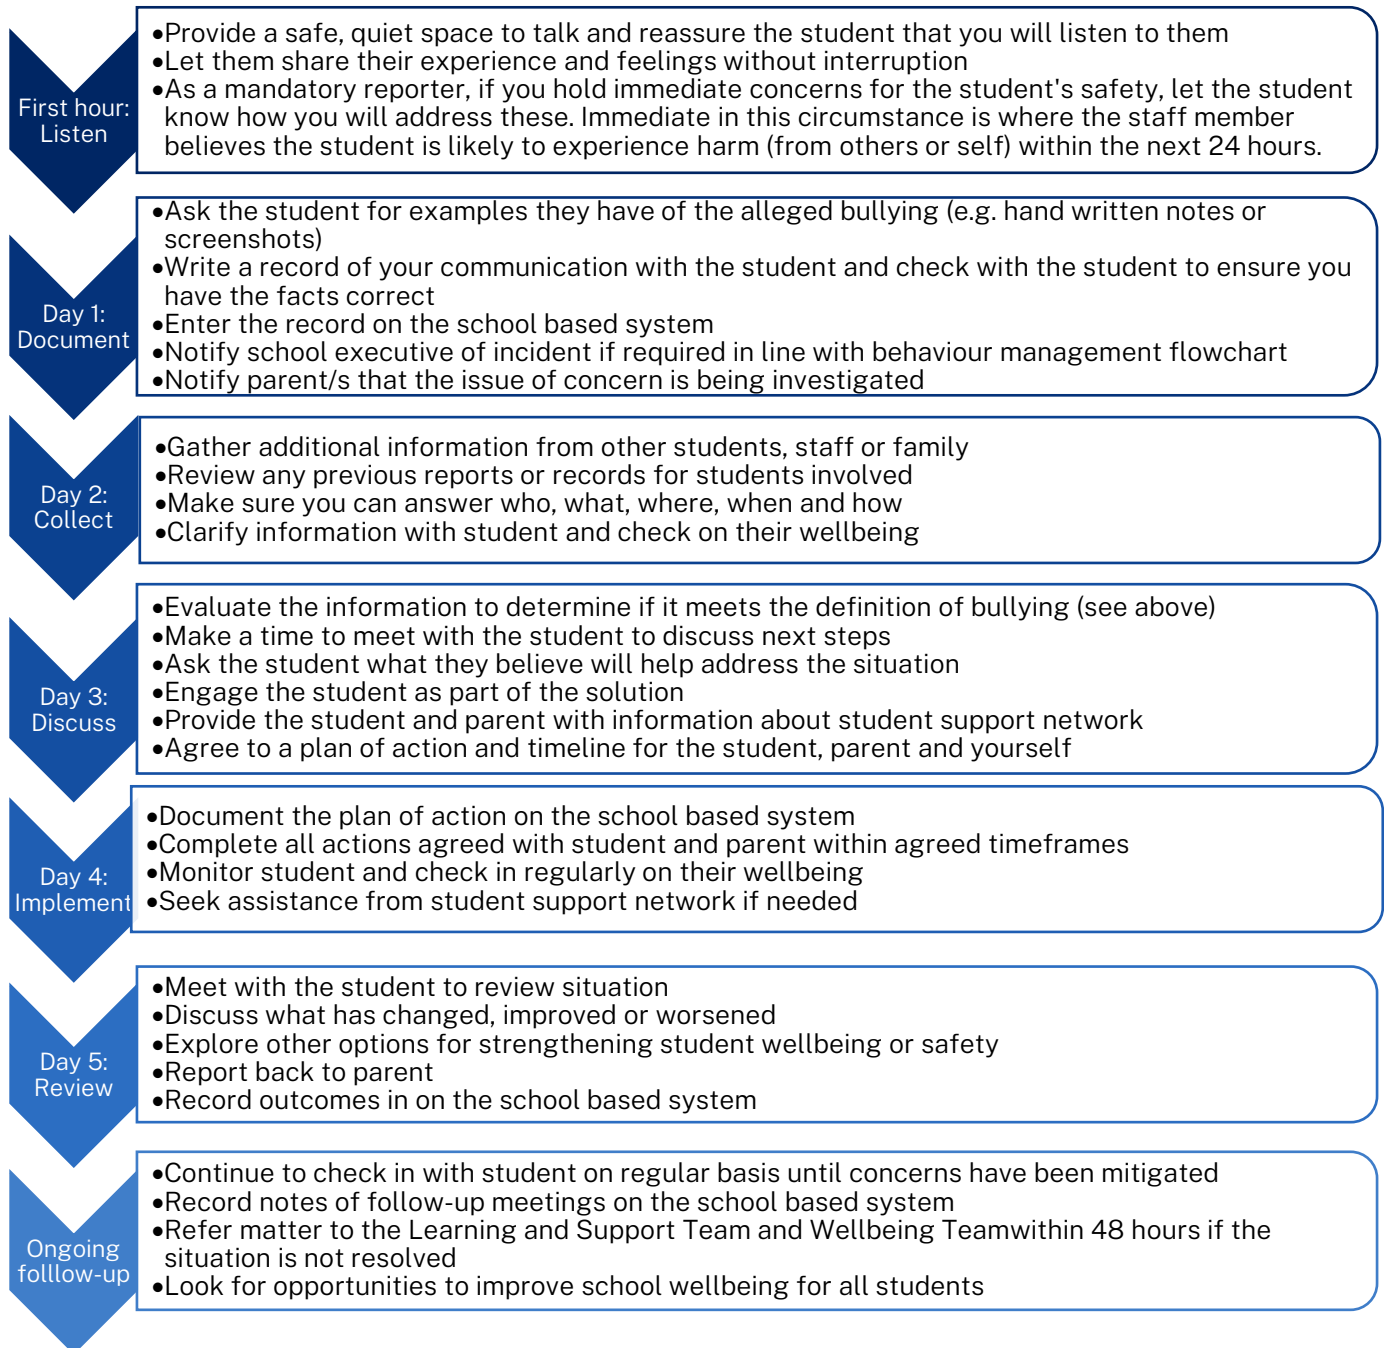 First hour:
Listen
•Provide a safe, quiet space to talk and reassure the student that you will listen to them
•Let them share their experience and feelings without interruption
•As a mandatory reporter, if you hold immediate concerns for the student's safety, let the student
know how you will address these. Immediate in this circumstance is where the staff member
believes the student is likely to experience harm (from others or self) within the next 24 hours.
Day 1:
Document
•Ask the student for examples they have of the alleged bullying (e.g. hand written notes or
screenshots)
•Write a record of your communication with the student and check with the student to ensure you
have the facts correct
•Enter the record on the school based system
•Notify school executive of incident if required in line with behaviour management flowchart
•Notify parent/s that the issue of concern is being investigated
Day 2:
Collect
•Gather additional information from other students, staff or family
•Review any previous reports or records for students involved
•Make sure you can answer who, what, where, when and how
•Clarify information with student and check on their wellbeing
Day 3:
Discuss
•Evaluate the information to determine if it meets the definition of bullying (see above)
•Make a time to meet with the student to discuss next steps
•Ask the student what they believe will help address the situation
•Engage the student as part of the solution
•Provide the student and parent with information about student support network
•Agree to a plan of action and timeline for the student, parent and yourself
Day 4:
Implement
•Document the plan of action on the school based system
•Complete all actions agreed with student and parent within agreed timeframes
•Monitor student and check in regularly on their wellbeing
•Seek assistance from student support network if needed
Day 5:
Review
•Meet with the student to review situation
•Discuss what has changed, improved or worsened
•Explore other options for strengthening student wellbeing or safety
•Report back to parent
•Record outcomes in on the school based system
Ongoing
folllow-up
•Continue to check in with student on regular basis until concerns have been mitigated
•Record notes of follow-up meetings on the school based system
•Refer matter to the Learning and Support Team and Wellbeing Teamwithin 48 hours if the
situation is not resolved
•Look for opportunities to improve school wellbeing for all students